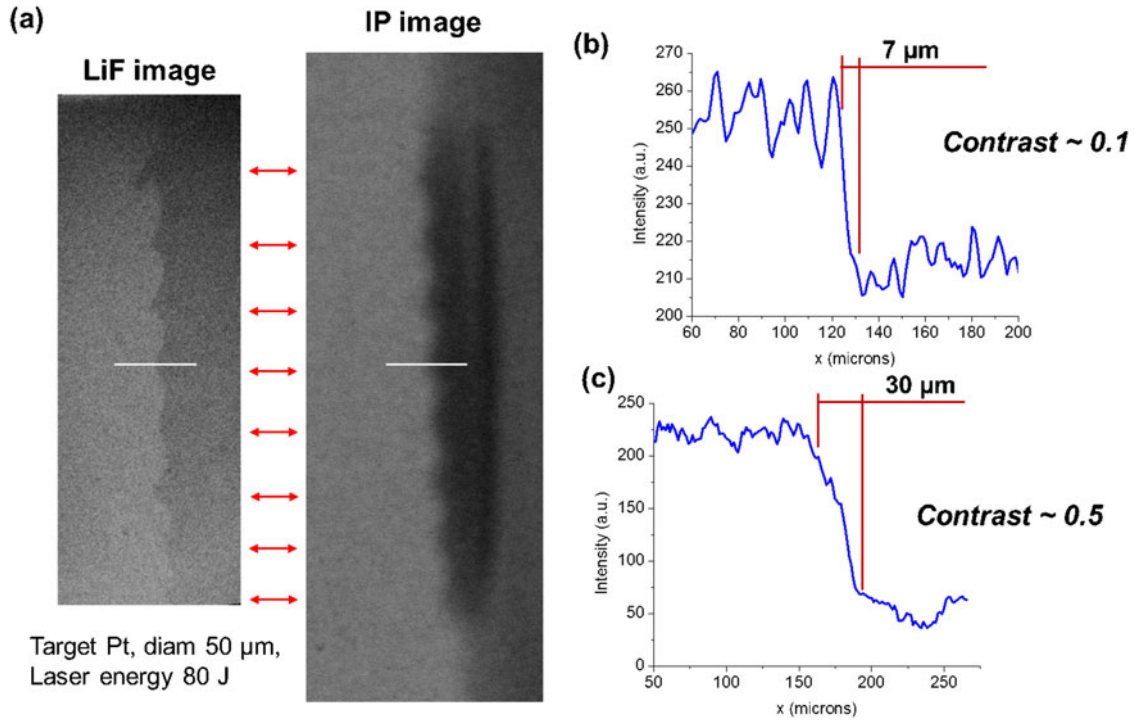 (a)
IP image
LiF image
Target Pt, diam 50 µm,
Laser energy 80 J
(b)
7 µm
270
260
250
240
230
220
210
200
Intensity (a.u.)
60 80 100 120 140 160 180 200
x (microns)
Contrast ~ 0.1
(c)
30 µm
250
200
150
100
50
0
Intensity (a.u.)
50 100 150 200 250
x (microns)
Contrast ~ 0.5